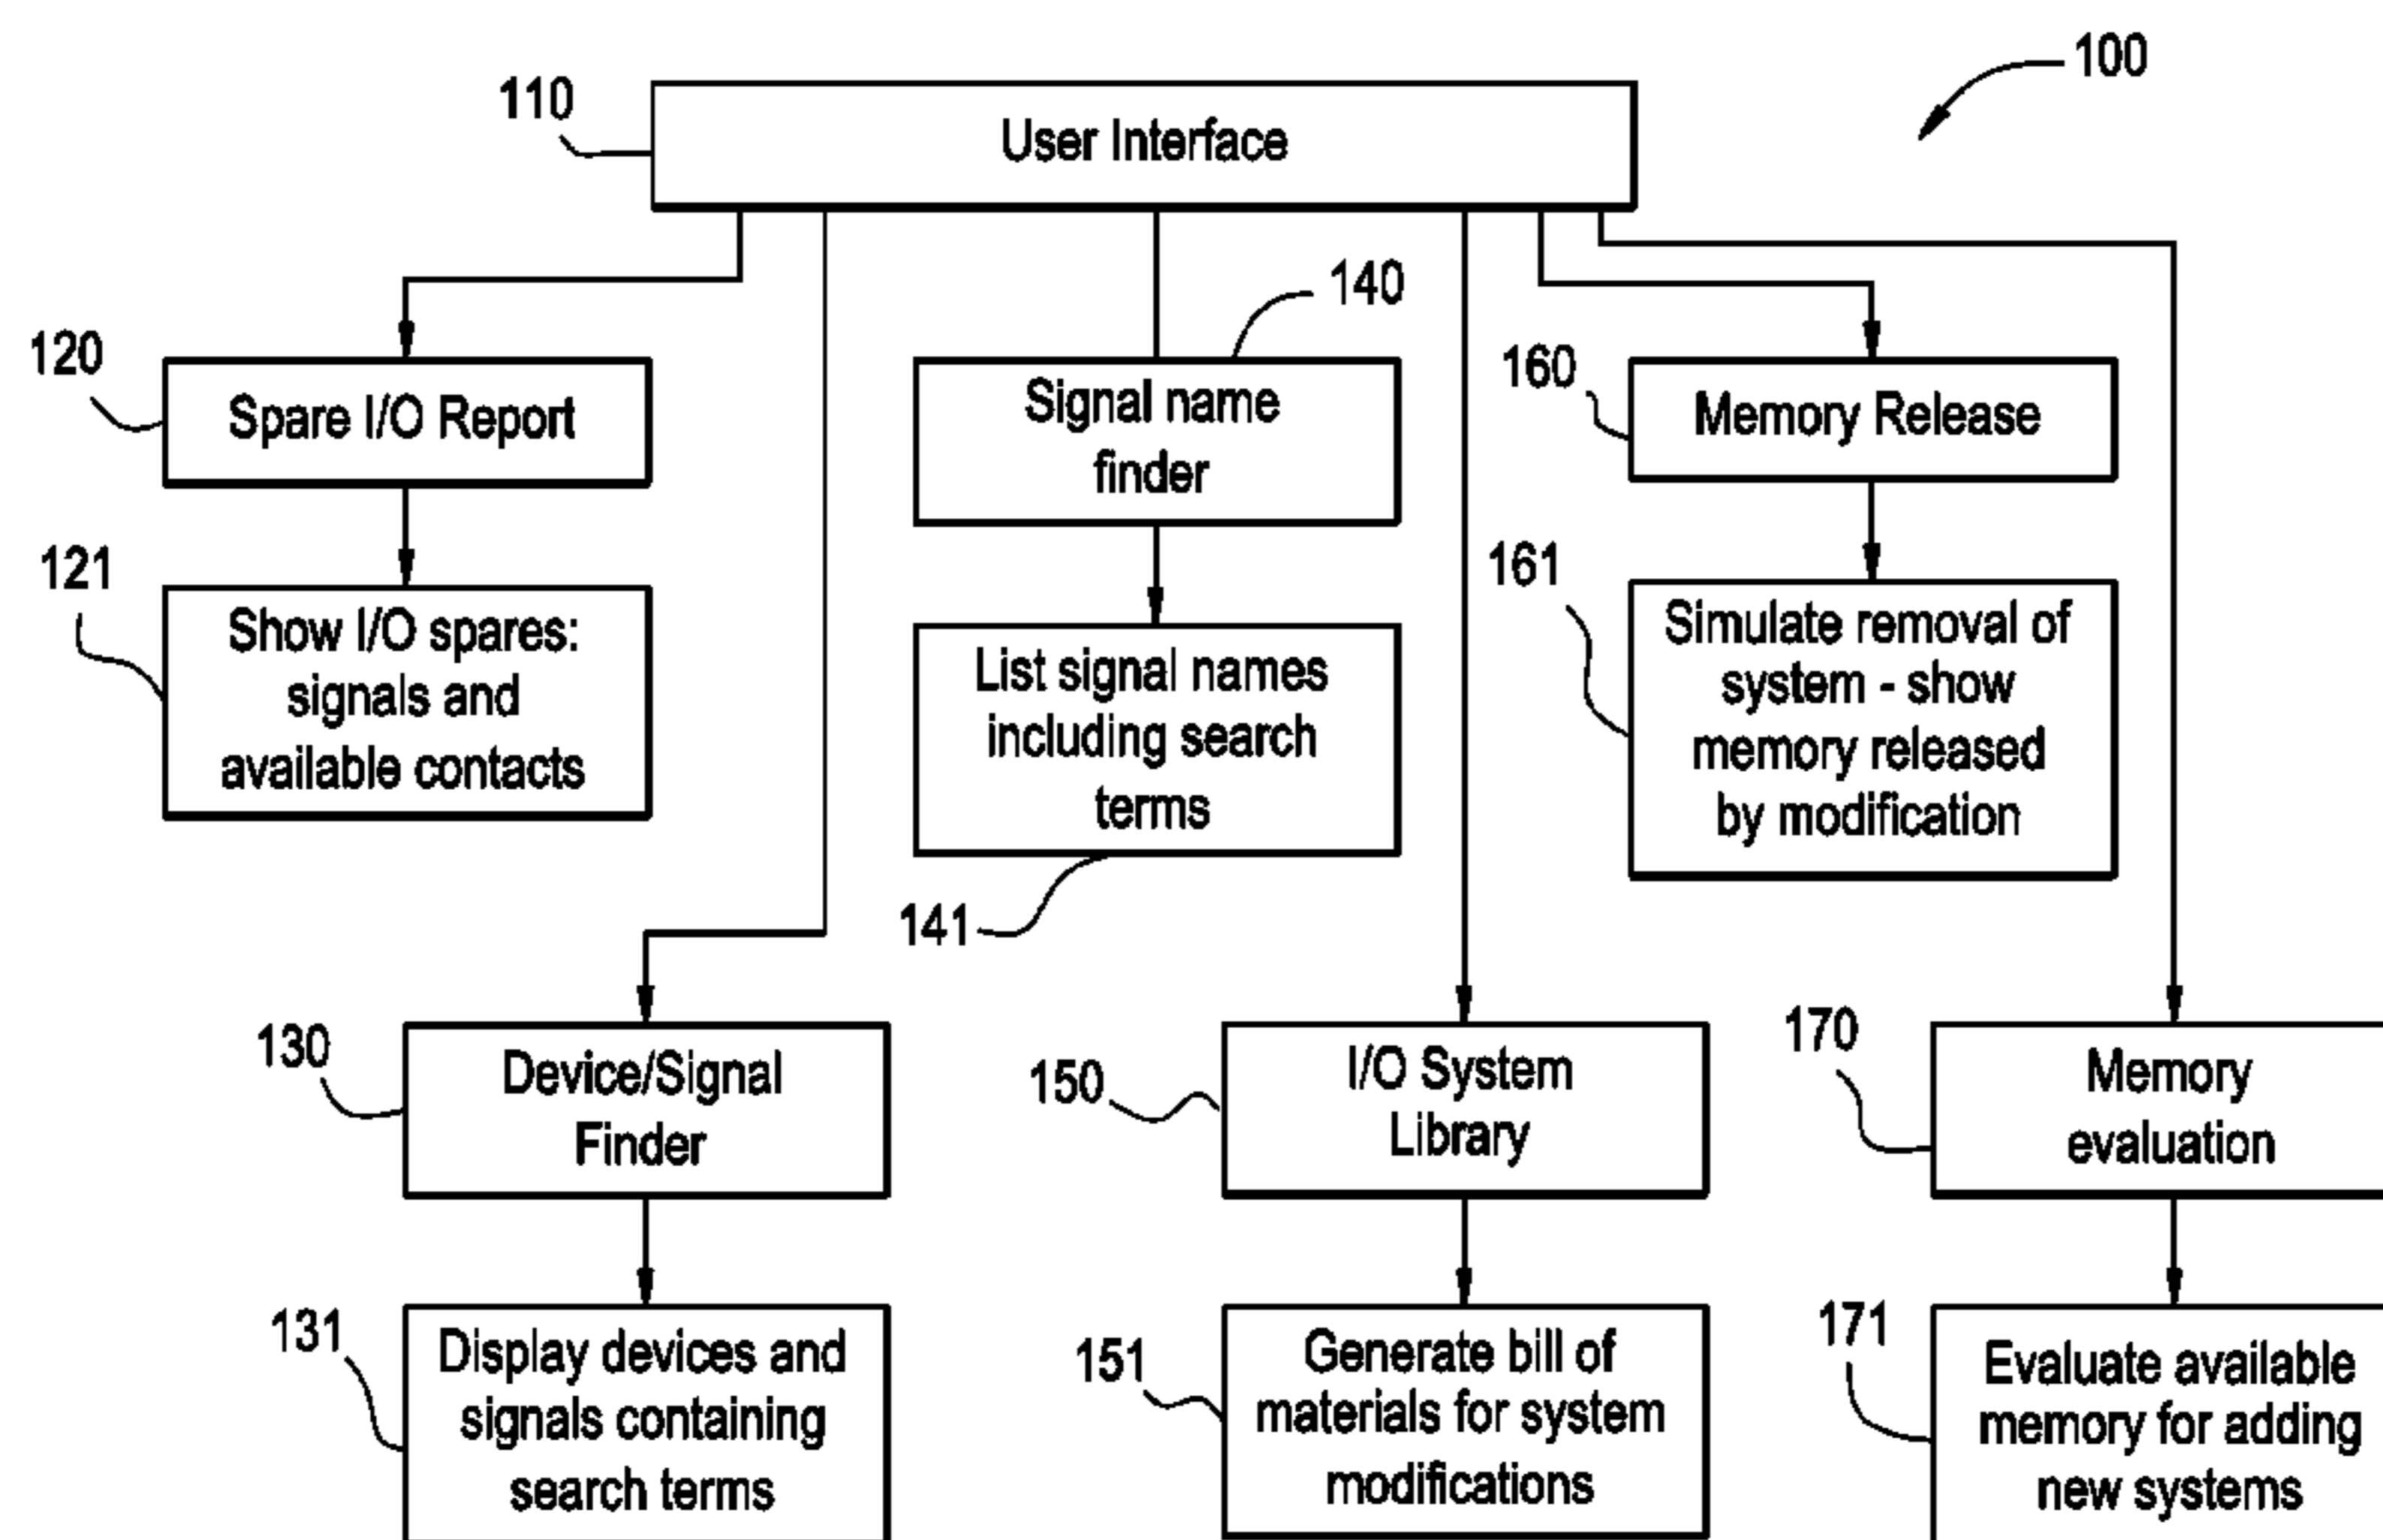 100
110
User Interface
120
Spare I/O Report
140
Signal name
finder
160
Memory Release
121
Show I/O spares:
signals and
available contacts
List signal names
including search
terms
141
161
Simulate removal of
system - show
memory released
by modification
130
Device/Signal
Finder
150
I/O System
Library
170
Memory
evaluation
131
Display devices and
signals containing
search terms
151
Generate bill of
materials for system
modifications
171
Evaluate available
memory for adding
new systems